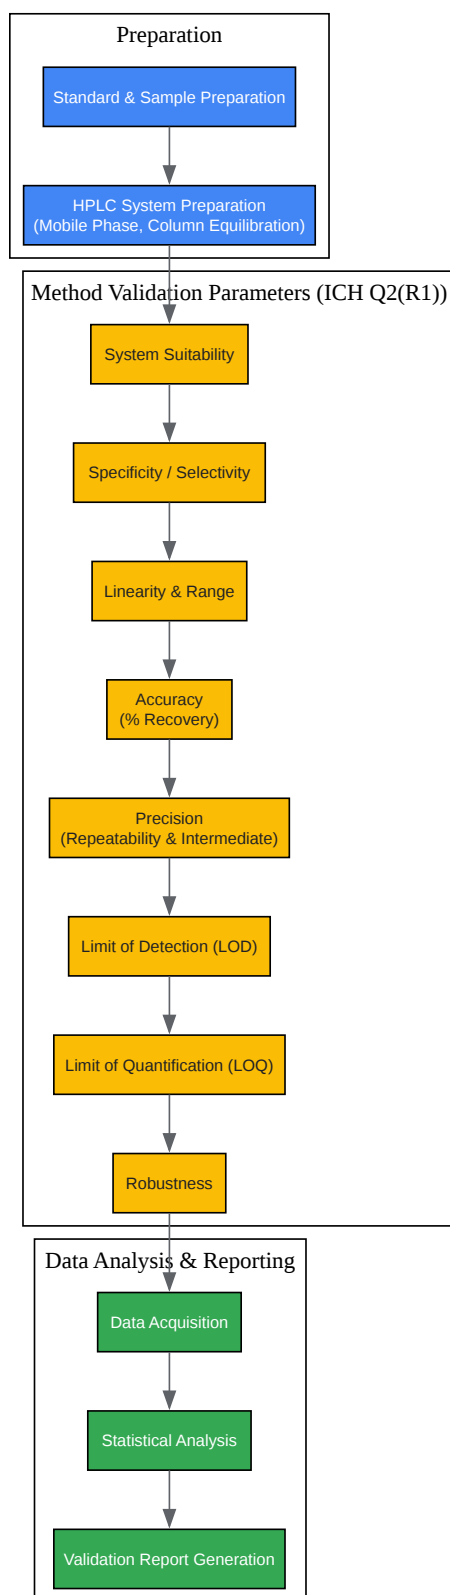 Preparation
Standard & Sample Preparation
HPLC System Preparation
(Mobile Phase, Column Equilibration)
Method Validation Parameters (ICH Q2(R1))
System Suitability
Specificity / Selectivity
Linearity & Range
Accuracy
(% Recovery)
Precision
(Repeatability & Intermediate)
Limit of Detection (LOD)
Limit of Quantification (LOQ)
Robustness
Data Analysis & Reporting
Data Acquisition
Statistical Analysis
Validation Report Generation